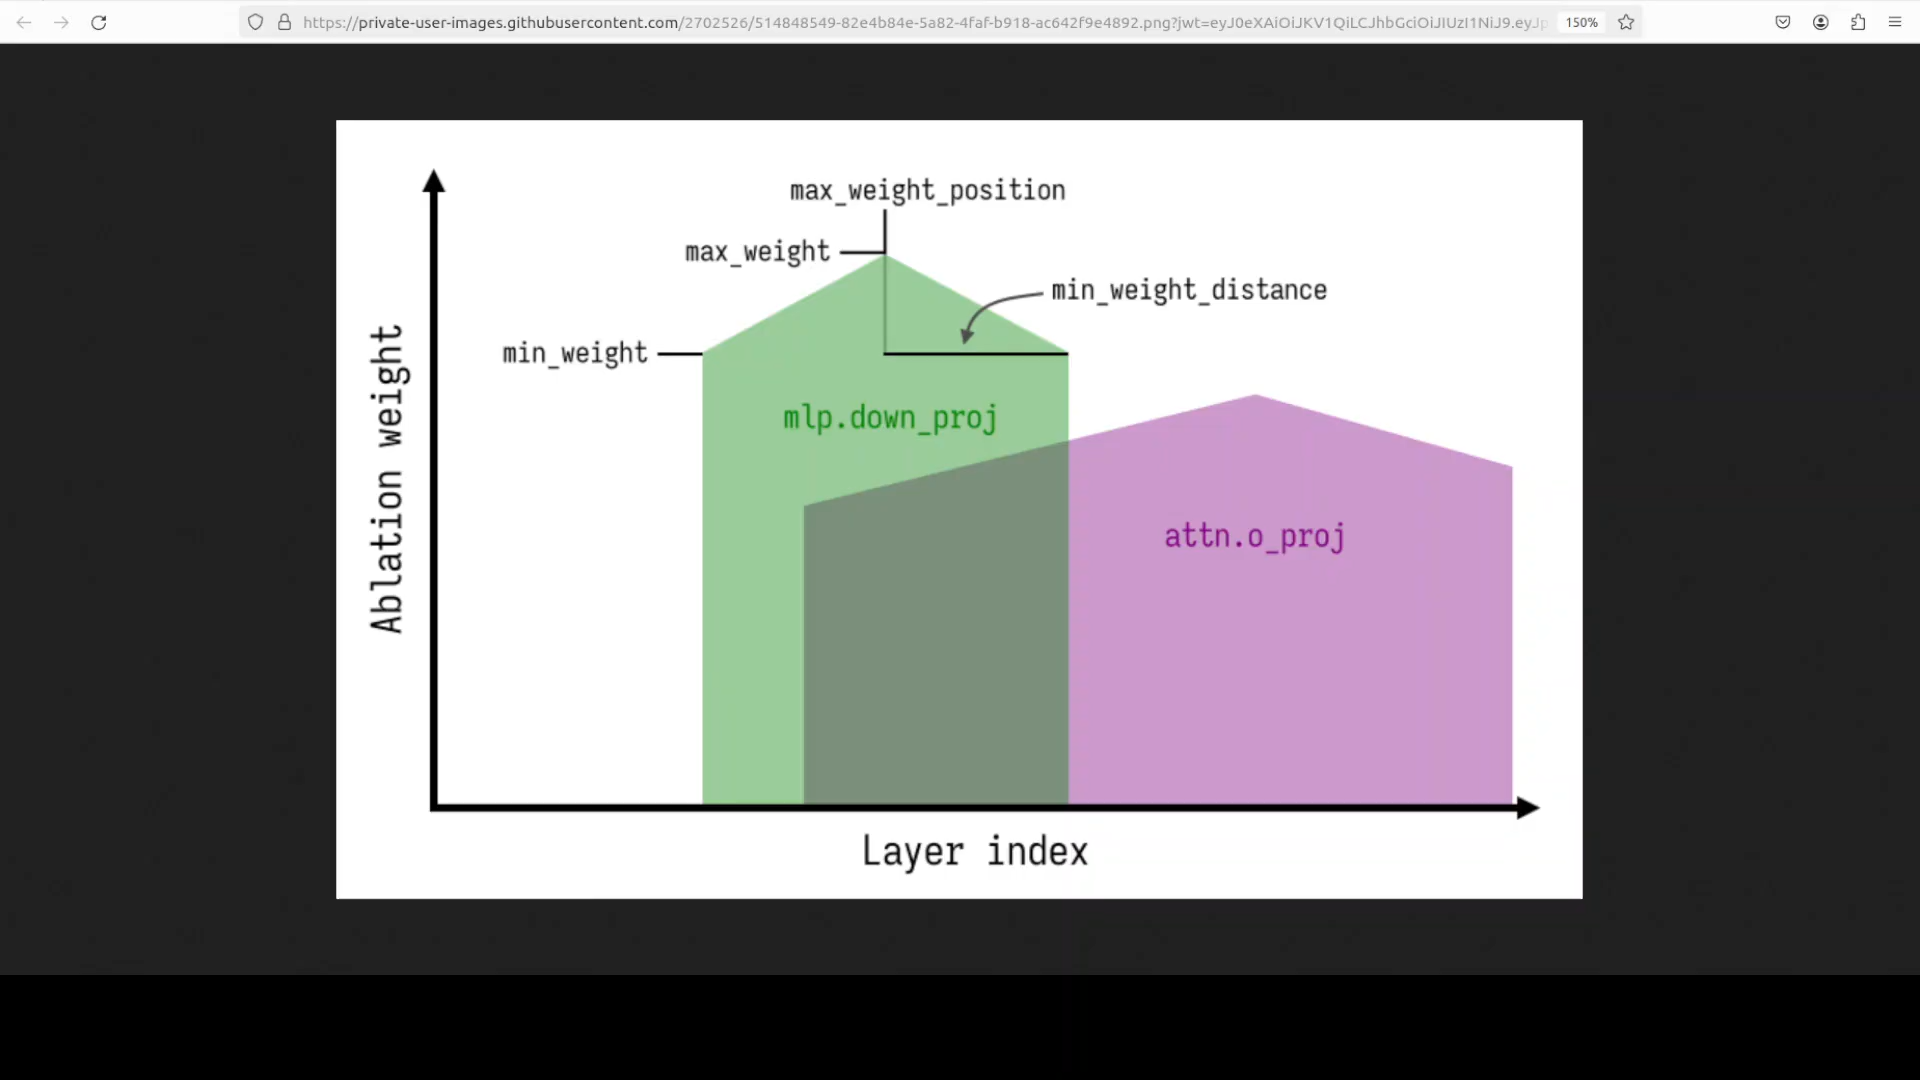 https://private-user-images.githubusercontent.com/2702526/514848549-82e4b84e-5a82-4faf-b918-ac642f9e4892.png?jwt=eyJ0eXAiOiJKV1QiLCJhbGciOiJIUzI1NiJ9.eyJp
150%
max_weight_position
max_weight
min_weight_distance
min_weight
mlp.down_proj
attn.o_proj
Ablation weight
Layer index